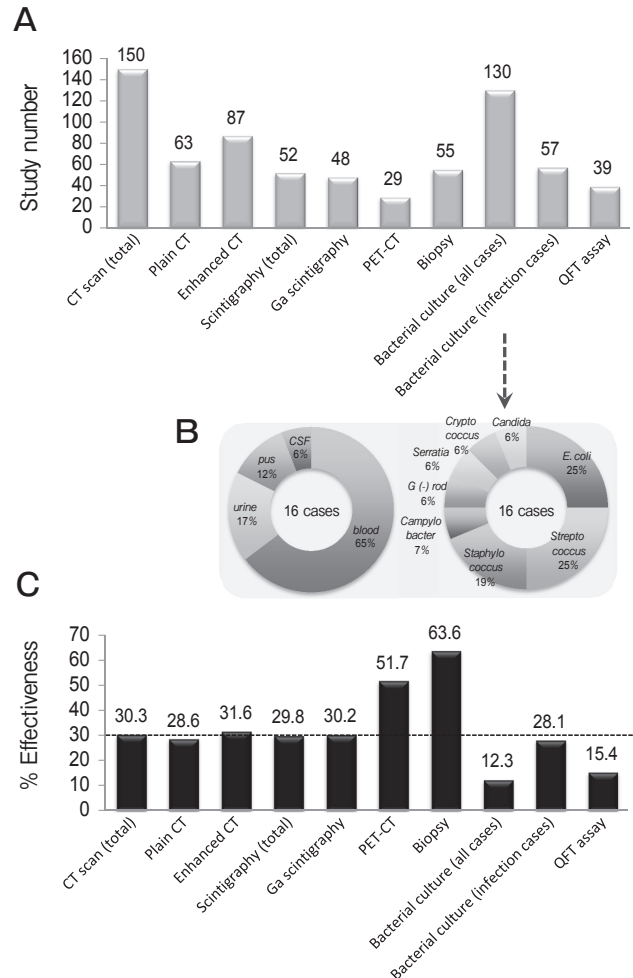 A
Study number
160
140
120
100
80
60
40
20
0
150
63
87
52
48
29
55
130
57
39
CT scan (total)
Plain CT
Enhanced CT
Scintigraphy (total)
Ga scintigraphy
PET-CT
Biopsy
Bacterial culture (all cases)
Bacterial culture (infection cases)
QFT assay
B
CSF
6%
pus
12%
urine
17%
16 cases
blood
65%
Candida
6%
Crypto
coccus
6%
Serratia
6%
G (-) rod
6%
Campylo
bacter
7%
Staphylo
coccus
19%
16 cases
E. coli
25%
Strepto
coccus
25%
C
% Effectiveness
70
60
50
40
30
20
10
0
30.3
28.6
31.6
29.8
30.2
51.7
63.6
12.3
28.1
15.4
CT scan (total)
Plain CT
Enhanced CT
Scintigraphy (total)
Ga scintigraphy
PET-CT
Biopsy
Bacterial culture (all cases)
Bacterial culture (infection cases)
QFT assay